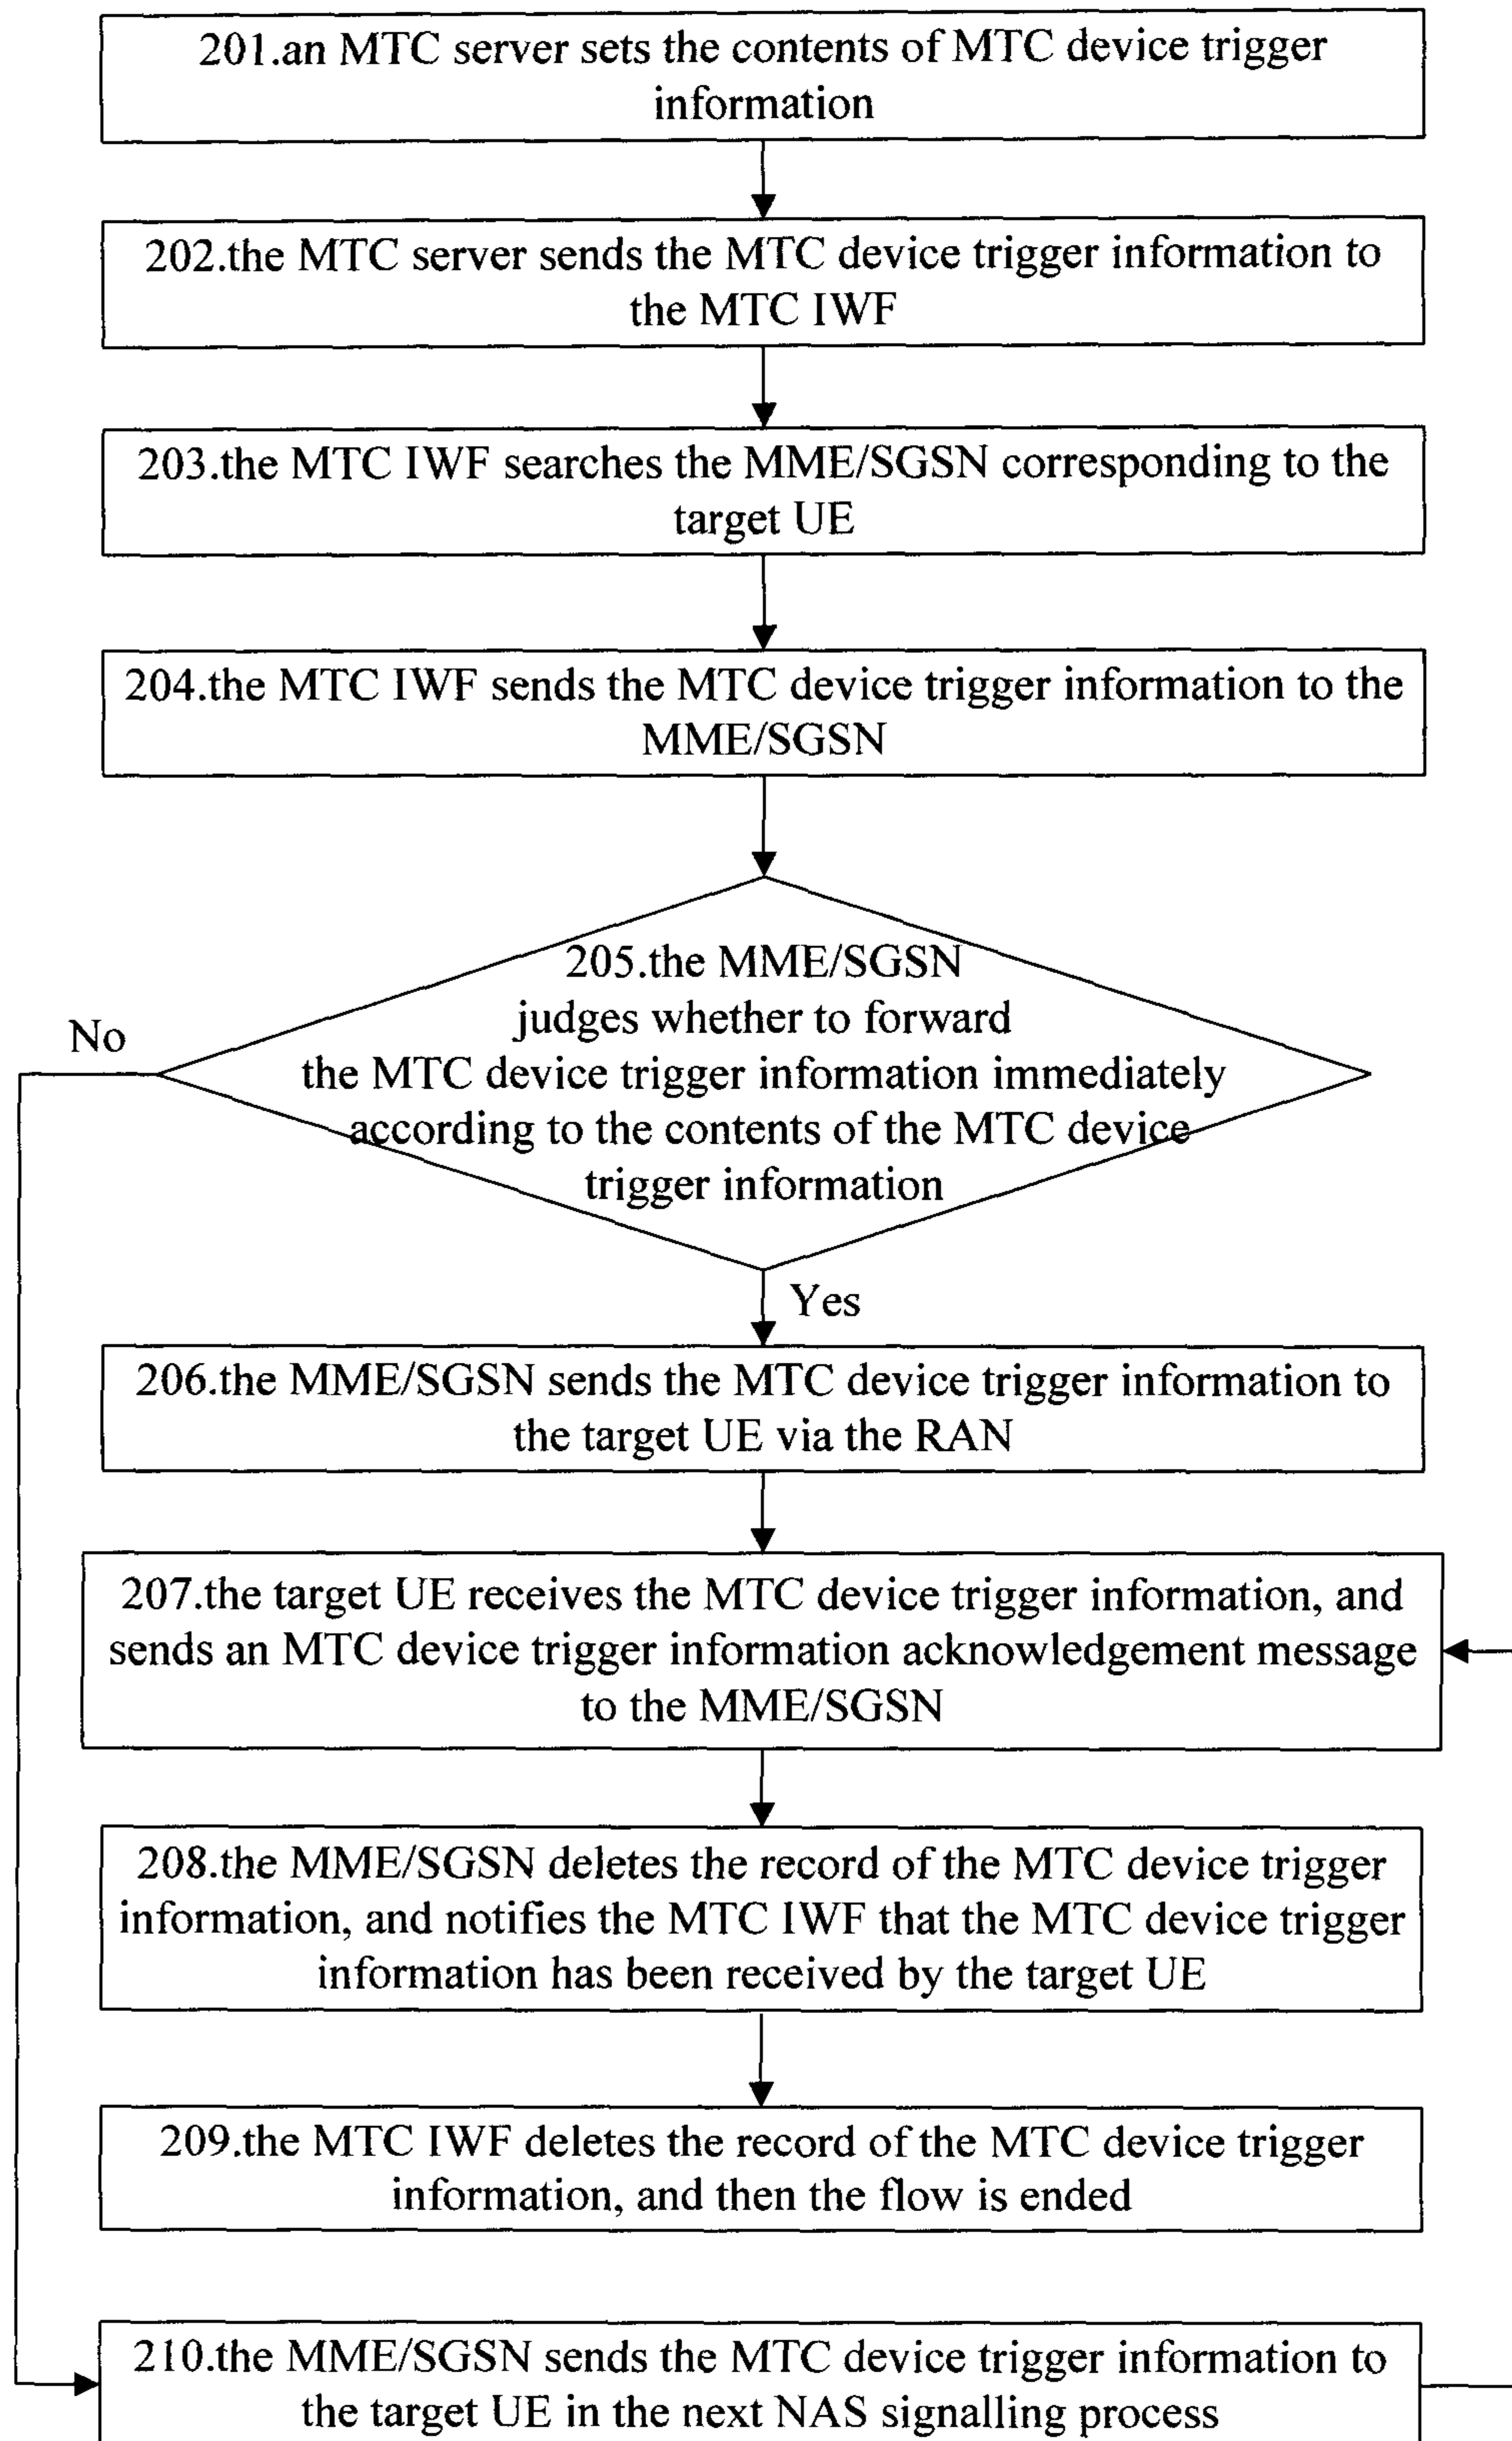 201.an MTC server sets the contents of MTC device trigger
information
202.the MTC server sends the MTC device trigger information to
the MTC IWF
203.the MTC IWF searches the MME/SGSN corresponding to the
target UE
204.the MTC IWF sends the MTC device trigger information to the
MME/SGSN
205.the MME/SGSN
judges whether to forward
the MTC device trigger information immediately
according to the contents of the MTC device
trigger information
No
Yes
206.the MME/SGSN sends the MTC device trigger information to
the target UE via the RAN
207.the target UE receives the MTC device trigger information, and
sends an MTC device trigger information acknowledgement message
to the MME/SGSN
208.the MME/SGSN deletes the record of the MTC device trigger
information, and notifies the MTC IWF that the MTC device trigger
information has been received by the target UE
209.the MTC IWF deletes the record of the MTC device trigger
information, and then the flow is ended
210.the MME/SGSN sends the MTC device trigger information to
the target UE in the next NAS signalling process